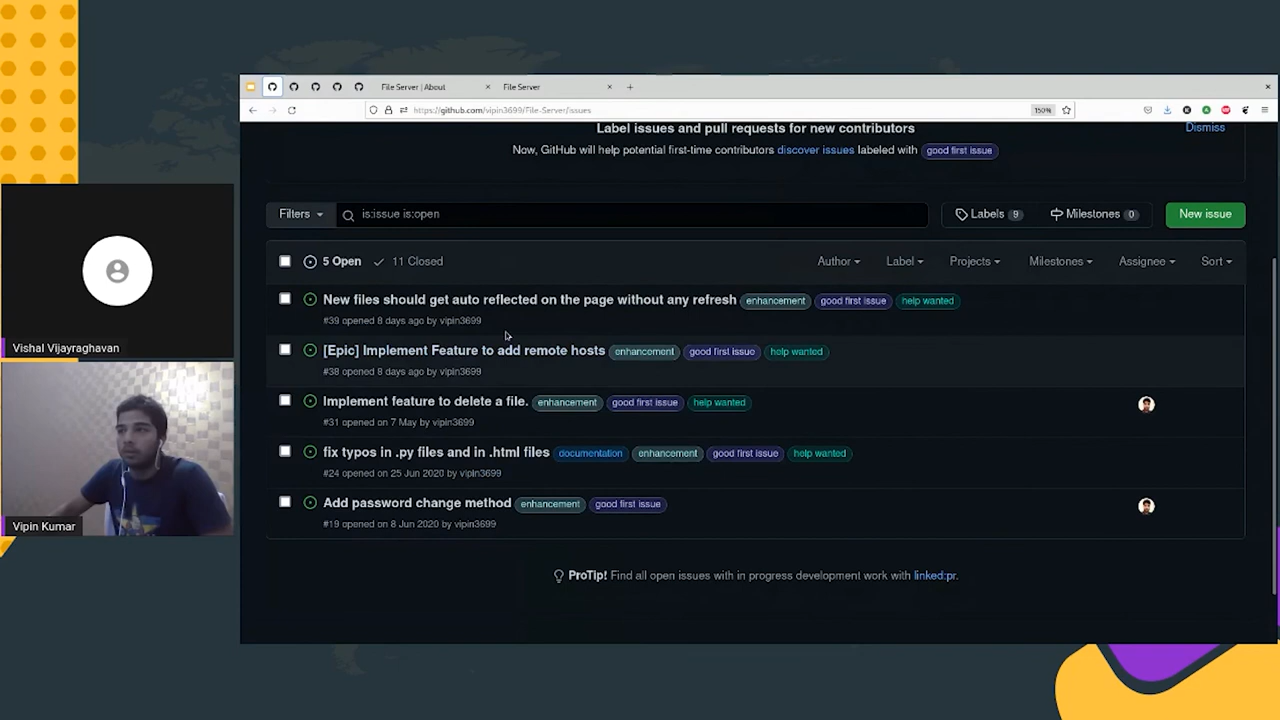 File Server | About
File Server
https://github.com/vipin3699/File-Server/issues
150%
Label issues and pull requests for new contributors
Dismiss
Now, GitHub will help potential first-time contributors discover issues labeled with good first issue
Filters
is:issue is:open
Labels 9
Milestones 0
New issue
5 Open
11 Closed
Author
Label
Projects
Milestones
Assignee
Sort
New files should get auto reflected on the page without any refresh enhancement good first issue help wanted
#39 opened 8 days ago by vipin3699
[Epic] Implement Feature to add remote hosts enhancement good first issue help wanted
#38 opened 8 days ago by vipin3699
Implement feature to delete a file. enhancement good first issue help wanted
#31 opened on 7 May by vipin3699
fix typos in .py files and in .html files documentation enhancement good first issue help wanted
#24 opened on 25 Jun 2020 by vipin3699
Add password change method enhancement good first issue
#19 opened on 8 Jun 2020 by vipin3699
ProTip! Find all open issues with in progress development work with linked:pr.
Vishal Vijayraghavan
Vipin Kumar